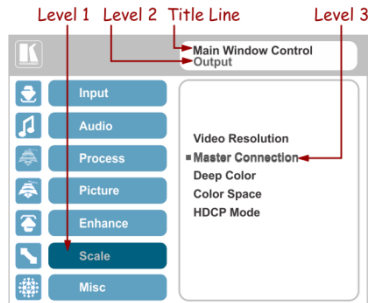 Level 1 Level 2 Title Line Level 3
K
Main Window Control
Output
Input
Audio
Process
Picture
Enhance
Scale
Misc
Video Resolution
Master Connection
Deep Color
Color Space
HDCP Mode